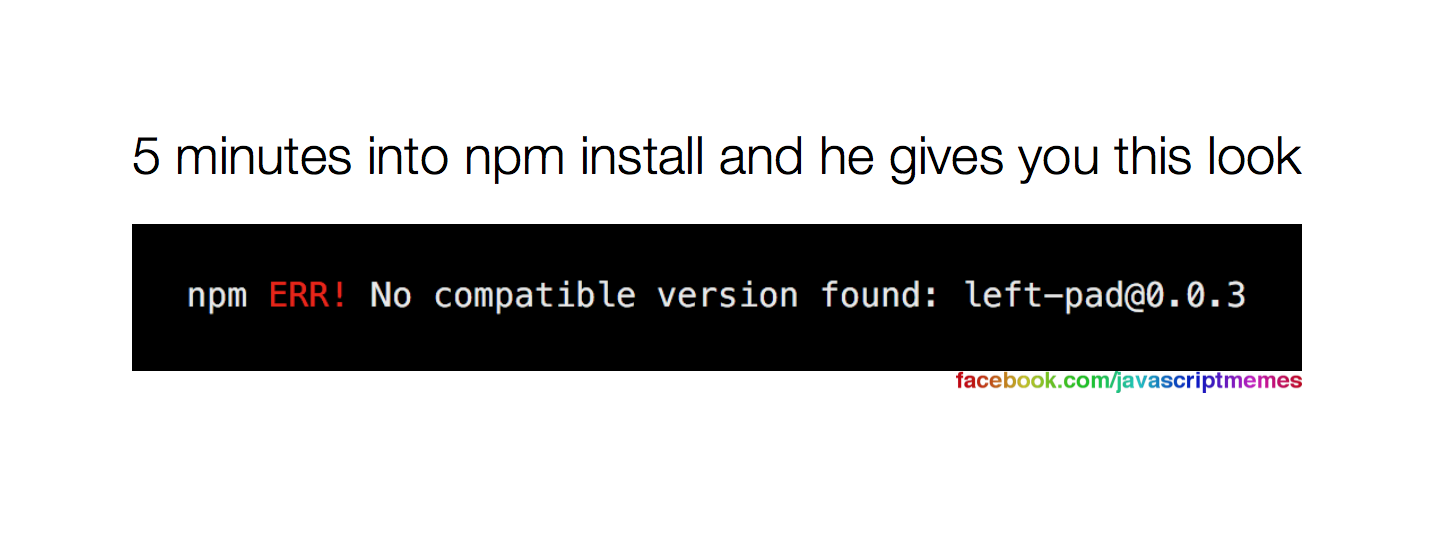 5 minutes into npm install and he gives you this look
npm ERR! No compatible version found: left-pad@0.0.3
facebook.com/javascriptmemes